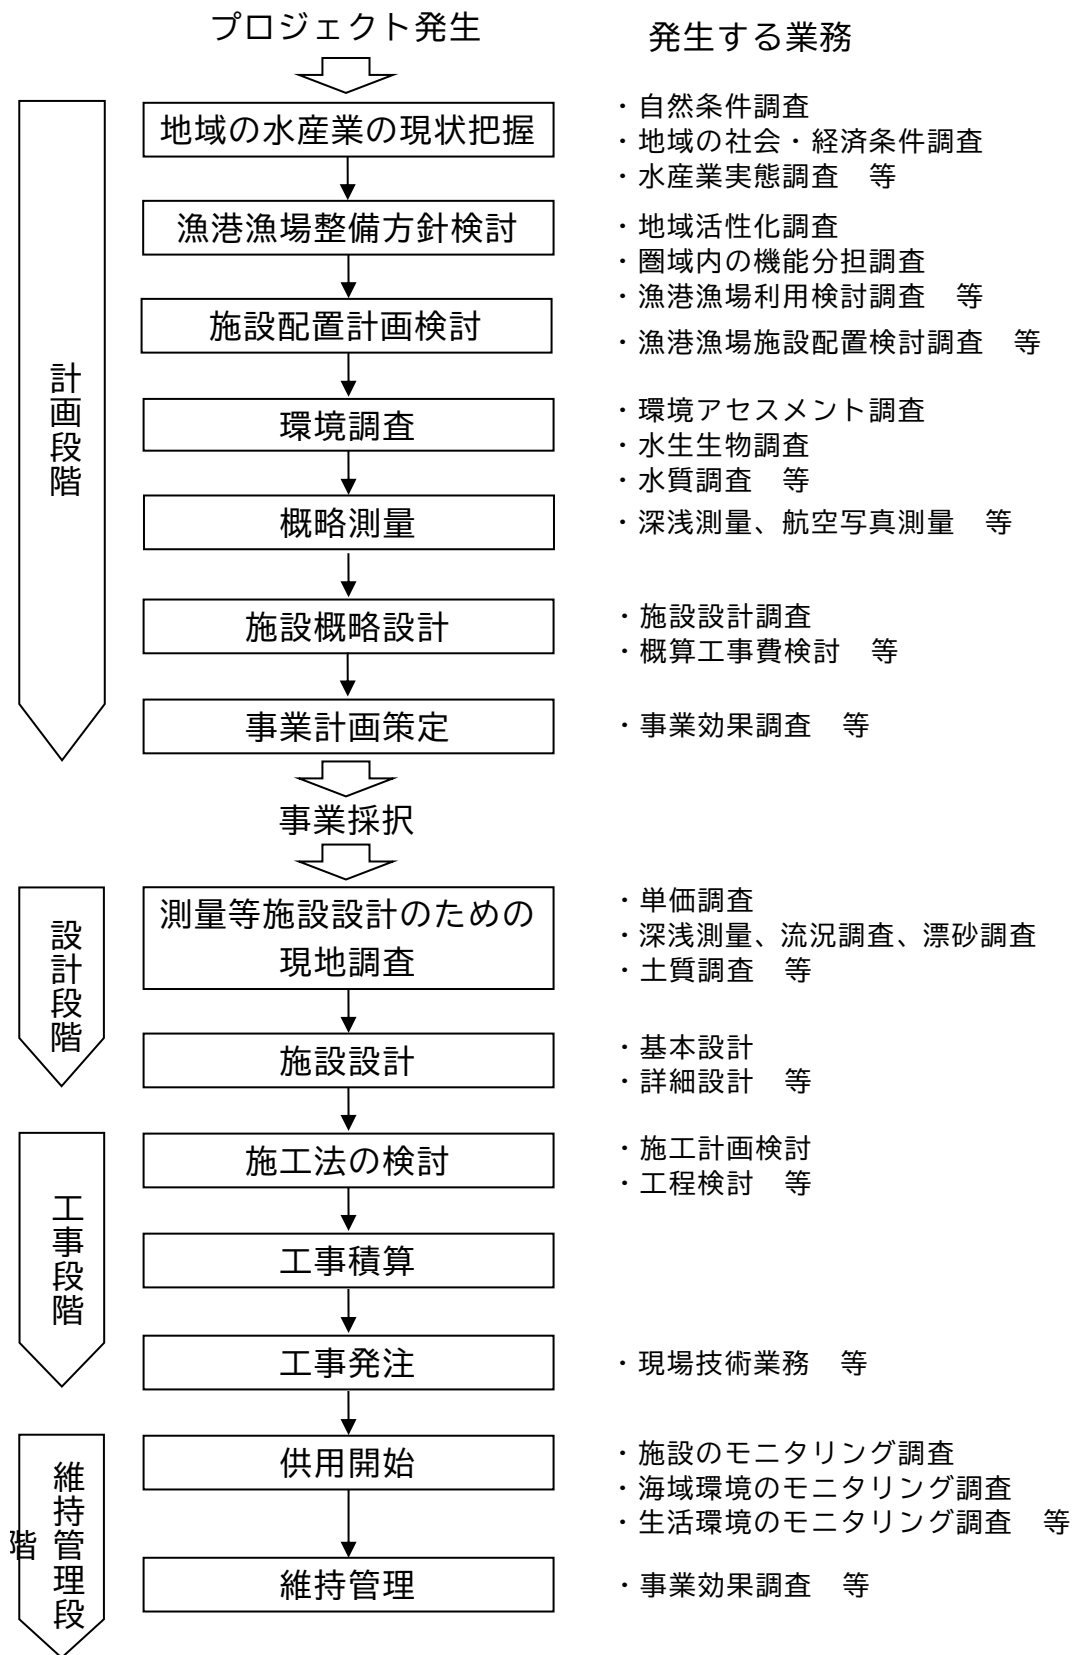 プロジェクト発生
発生する業務
計画段階
地域の水産業の現状把握
・自然条件調査
・地域の社会・経済条件調査
・水産業実態調査　等
漁港漁場整備方針検討
・地域活性化調査
・圏域内の機能分担調査
・漁港漁場利用検討調査　等
施設配置計画検討
・漁港漁場施設配置検討調査　等
環境調査
・環境アセスメント調査
・水生生物調査
・水質調査　等
概略測量
・深浅測量、航空写真測量　等
施設概略設計
・施設設計調査
・概算工事費検討　等
事業計画策定
・事業効果調査　等
事業採択
設計段階
測量等施設設計のための
現地調査
・単価調査
・深浅測量、流況調査、漂砂調査
・土質調査　等
施設設計
・基本設計
・詳細設計　等
工事段階
施工法の検討
・施工計画検討
・工程検討　等
工事積算
工事発注
・現場技術業務　等
維持管理段
階
供用開始
・施設のモニタリング調査
・海域環境のモニタリング調査
・生活環境のモニタリング調査　等
維持管理
・事業効果調査　等